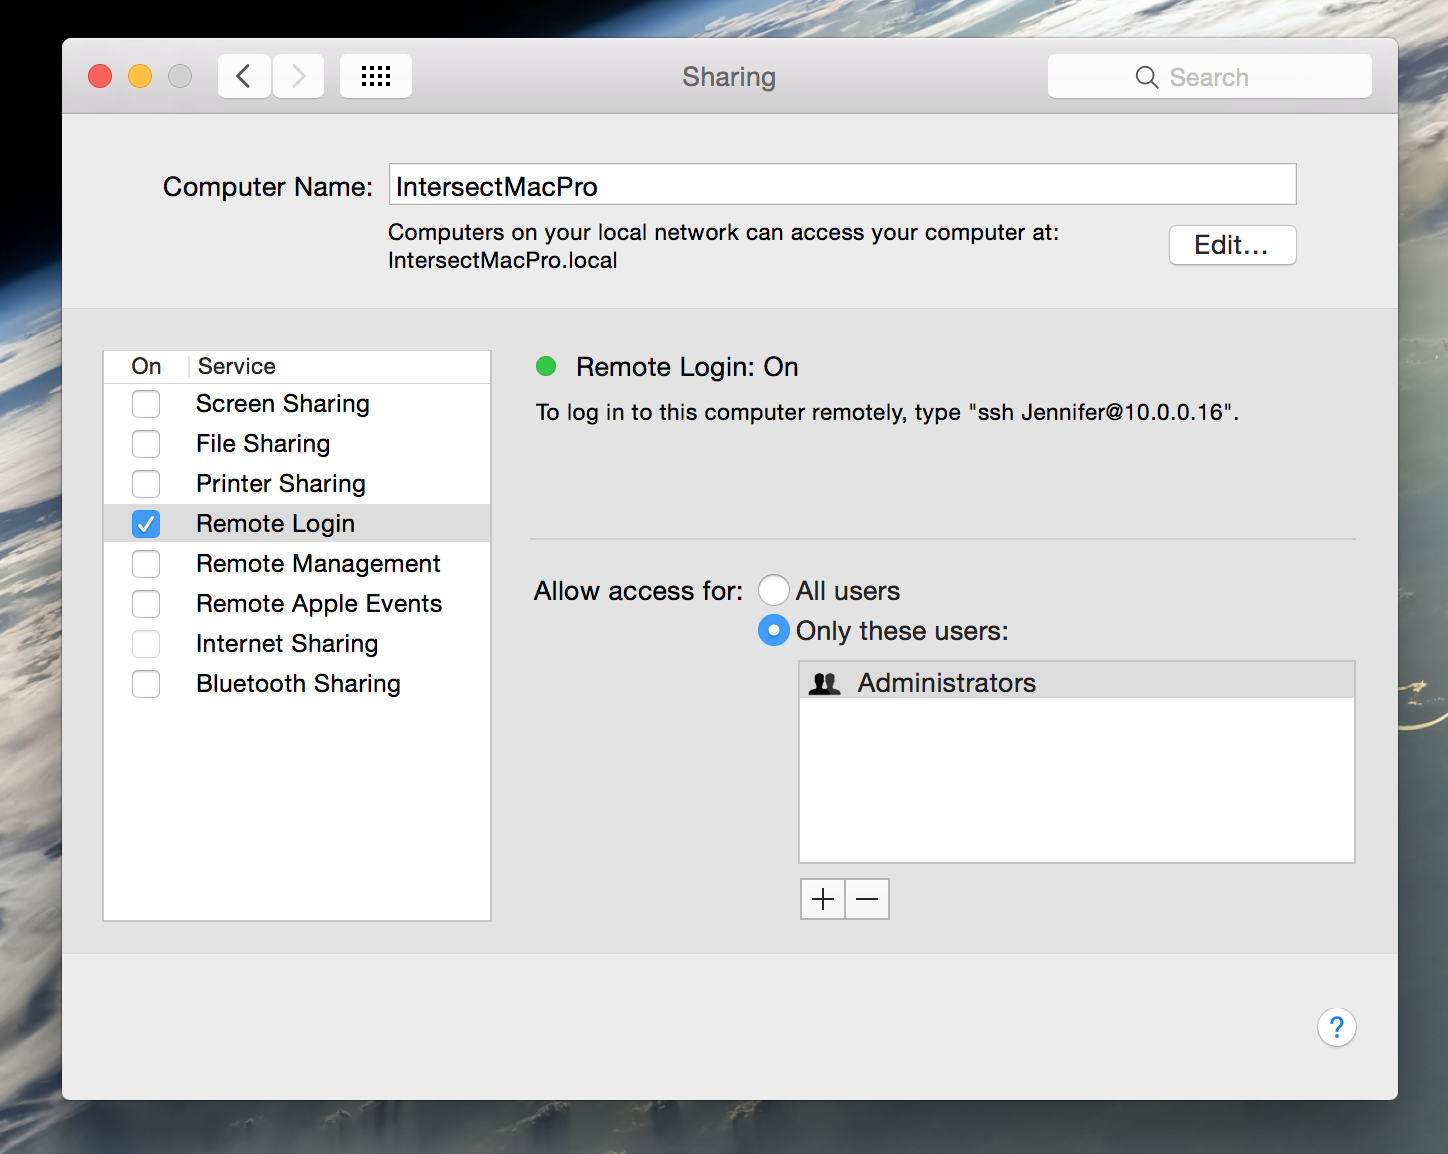 Sharing
Search
Computer Name: IntersectMacPro
Computers on your local network can access your computer at:
IntersectMacPro.local
Edit...
On Service
Screen Sharing
File Sharing
Printer Sharing
Remote Login
Remote Management
Remote Apple Events
Internet Sharing
Bluetooth Sharing
Remote Login: On
To log in to this computer remotely, type "ssh Jennifer@10.0.0.16".
Allow access for: All users
Only these users:
Administrators
?